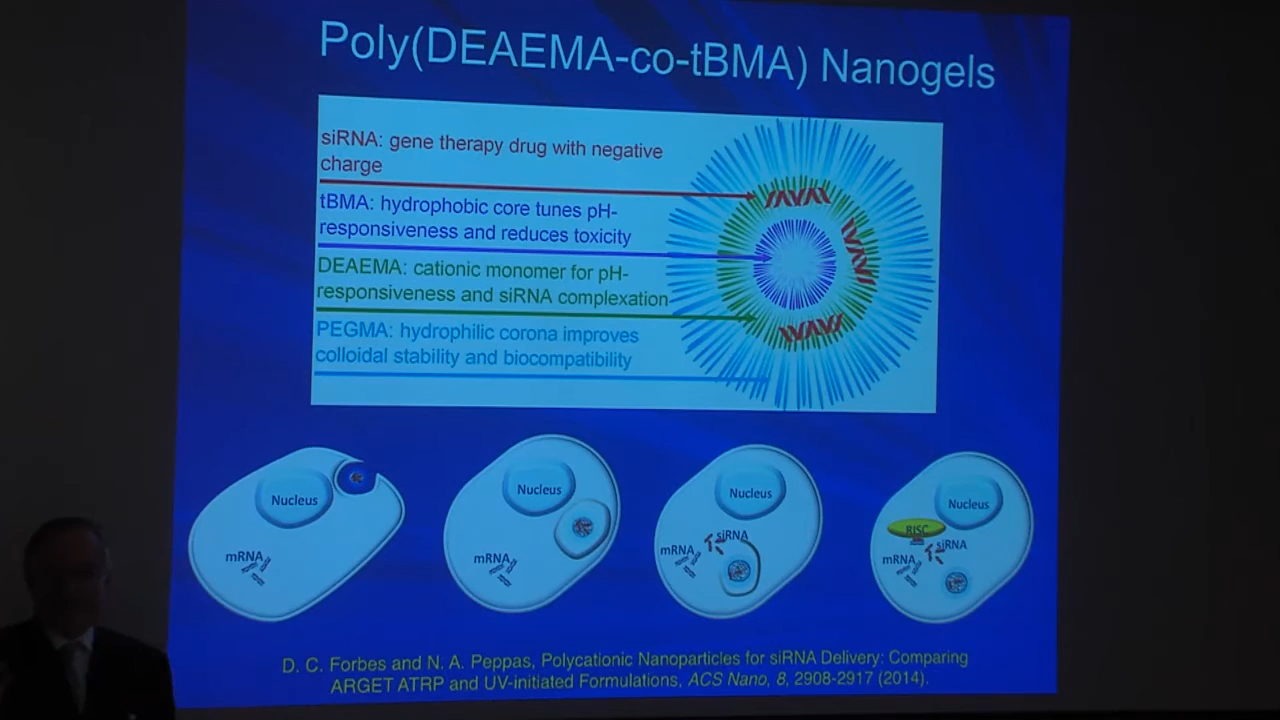 Poly(DEAEMA-co-tBMA) Nanogels
siRNA: gene therapy drug with negative
charge
tBMA: hydrophobic core tunes pH-
responsiveness and reduces toxicity
DEAEMA: cationic monomer for pH-
responsiveness and siRNA complexation
PEGMA: hydrophilic corona improves
colloidal stability and biocompatibility
Nucleus
mRNA
Nucleus
mRNA
Nucleus
siRNA
mRNA
Nucleus
RISC
siRNA
mRNA
D. C. Forbes and N. A. Peppas, Polycationic Nanoparticles for siRNA Delivery: Comparing
ARGET ATRP and UV-initiated Formulations, ACS Nano, 8, 2908-2917 (2014).